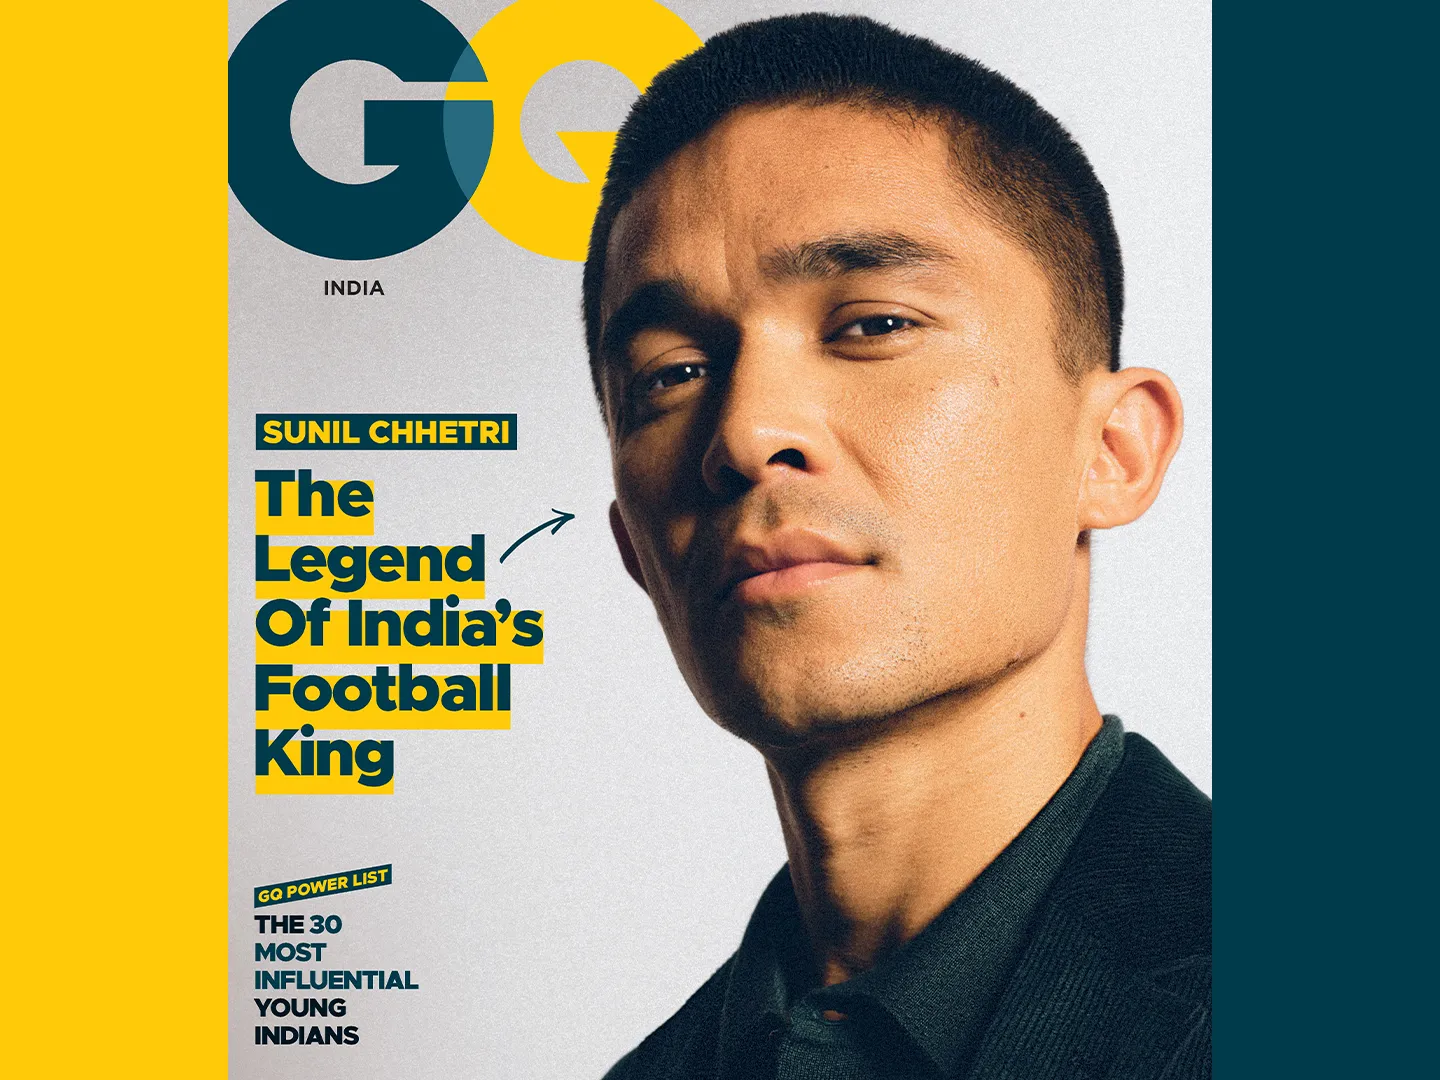 GQ
INDIA
SUNIL CHHETRI
The
Legend
Of India’s
Football
King
GQ POWER LIST
THE 30
MOST
INFLUENTIAL
YOUNG
INDIANS